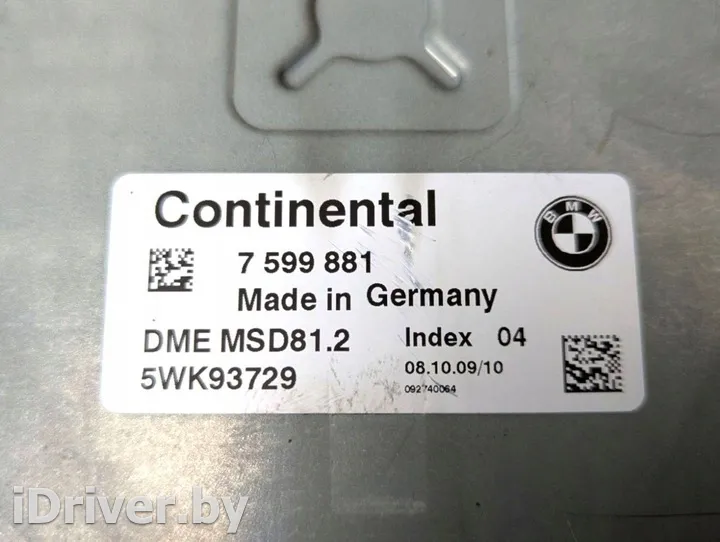 Continental
BMW
7 599 881
Made in Germany
DME MSD81.2 Index 04
5WK93729 08.10.09/10
092740064
iDriver.by